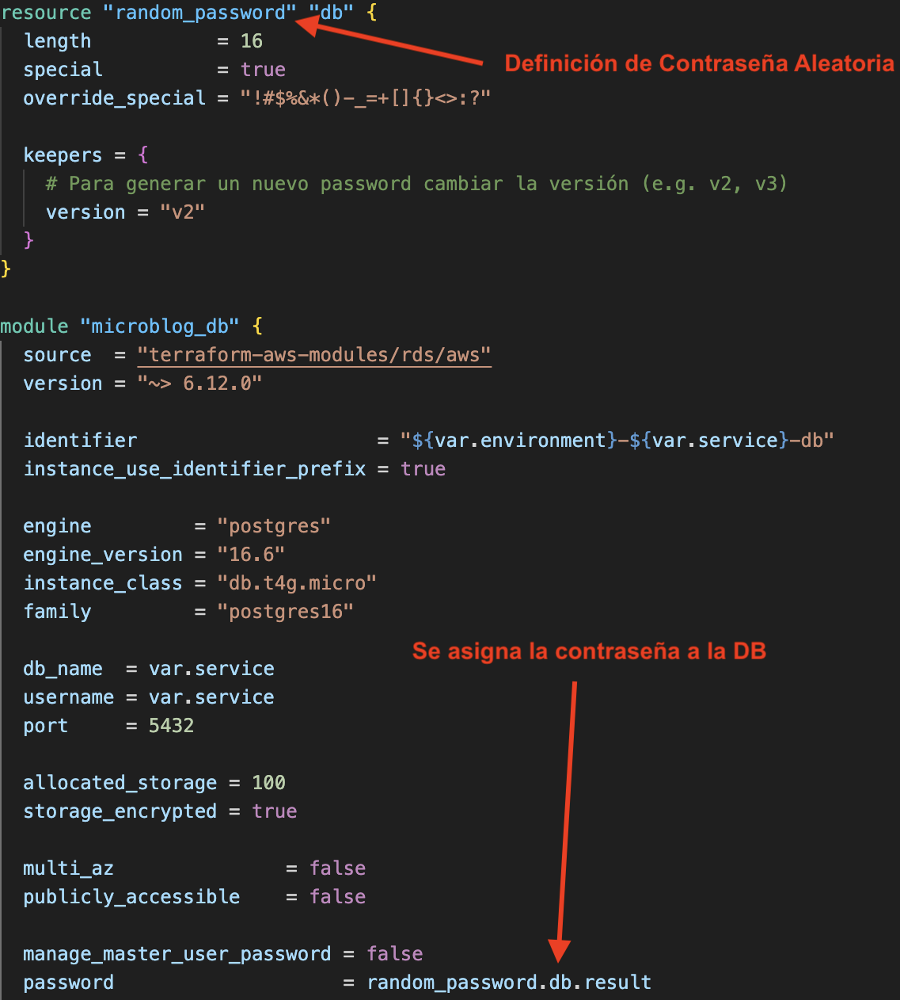 resource "random_password" "db" {
Definición de Contraseña Aleatoria
  length           = 16
  special          = true
  override_special = "!#$%&*()-_=+[]{}<>:?"

  keepers = {
    # Para generar un nuevo password cambiar la versión (e.g. v2, v3)
    version = "v2"
  }
}

module "microblog_db" {
  source  = "terraform-aws-modules/rds/aws"
  version = "~> 6.12.0"

  identifier                     = "${var.environment}-${var.service}-db"
  instance_use_identifier_prefix = true

  engine         = "postgres"
  engine_version = "16.6"
  instance_class = "db.t4g.micro"
  family         = "postgres16"

Se asigna la contraseña a la DB
  db_name  = var.service
  username = var.service
  port     = 5432

  allocated_storage = 100
  storage_encrypted = true

  multi_az               = false
  publicly_accessible    = false

  manage_master_user_password = false
  password                    = random_password.db.result